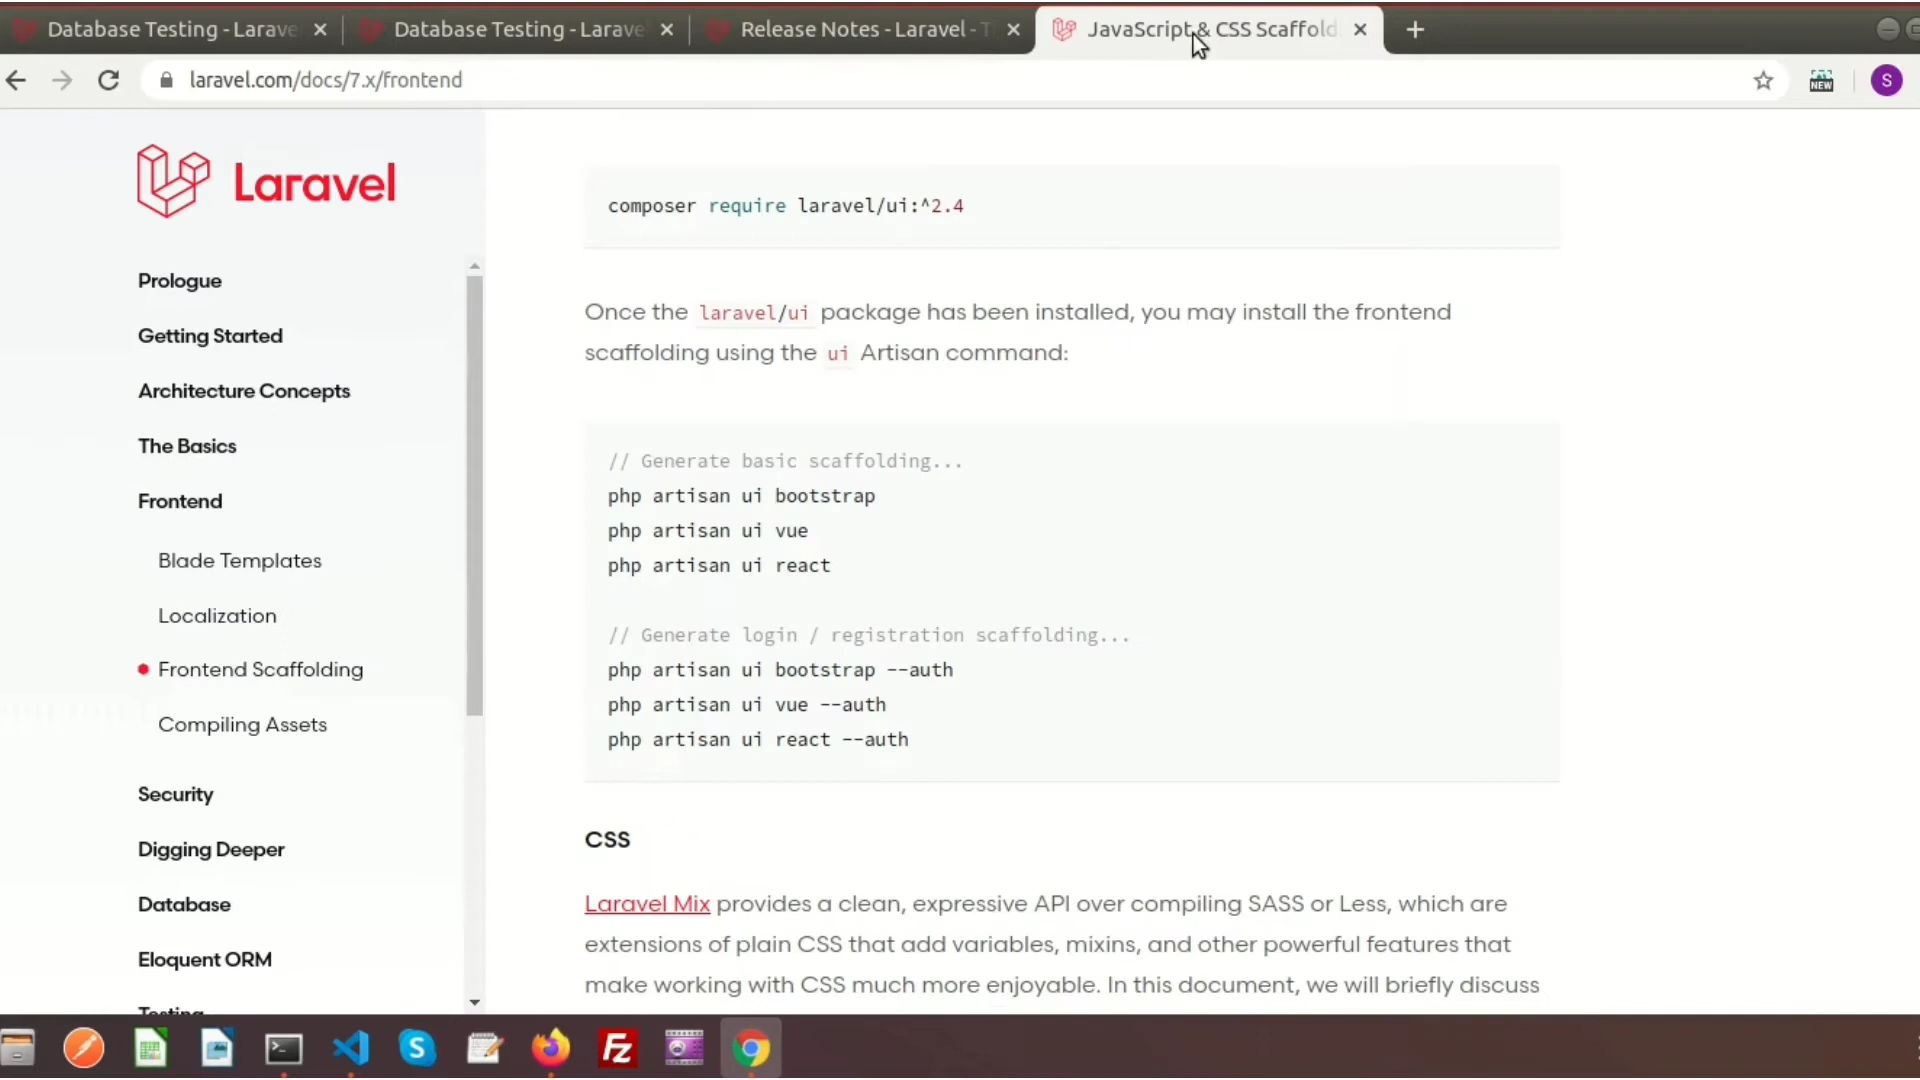 Database Testing - Larave
Database Testing - Larave
Release Notes - Laravel - T
JavaScript & CSS Scaffold
laravel.com/docs/7.x/frontend
NEW
S
Laravel
Prologue
Getting Started
Architecture Concepts
The Basics
Frontend
Blade Templates
Localization
Frontend Scaffolding
Compiling Assets
Security
Digging Deeper
Database
Eloquent ORM
Testing
composer require laravel/ui:^2.4
Once the laravel/ui package has been installed, you may install the frontend
scaffolding using the ui Artisan command:
// Generate basic scaffolding...
php artisan ui bootstrap
php artisan ui vue
php artisan ui react
// Generate login / registration scaffolding...
php artisan ui bootstrap --auth
php artisan ui vue --auth
php artisan ui react --auth
CSS
Laravel Mix provides a clean, expressive API over compiling SASS or Less, which are
extensions of plain CSS that add variables, mixins, and other powerful features that
make working with CSS much more enjoyable. In this document, we will briefly discuss
S
Fz